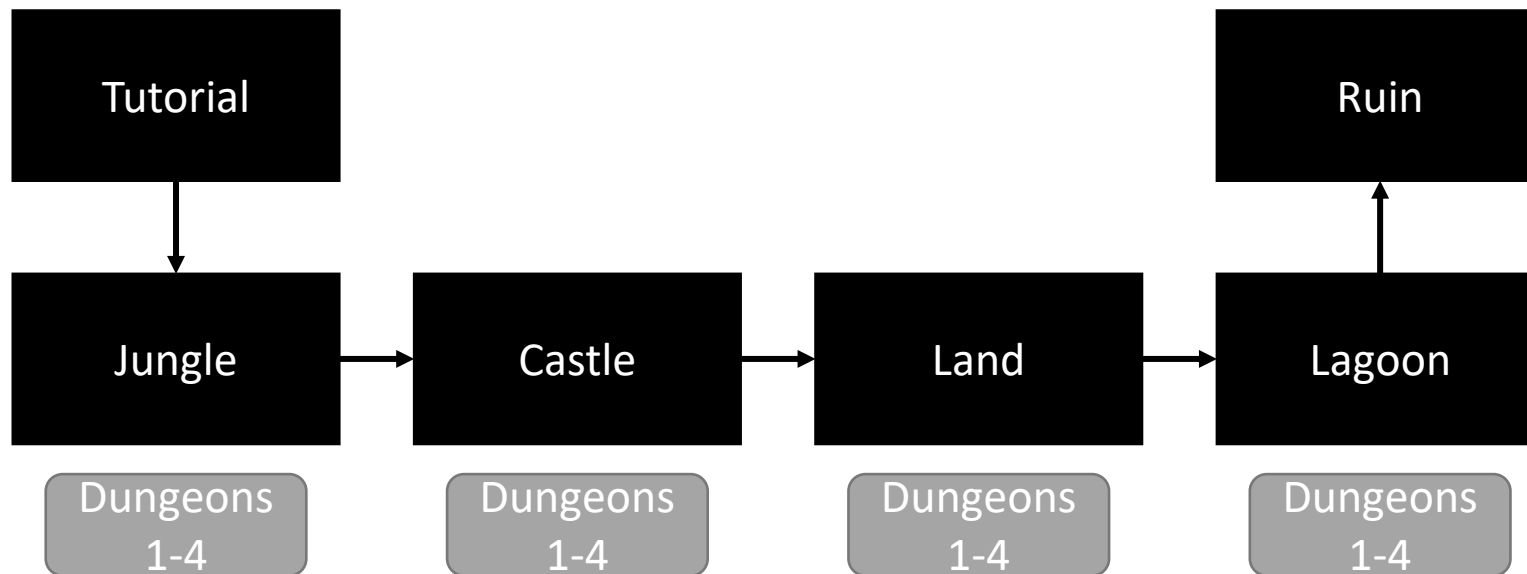 Tutorial
Ruin
Jungle
Castle
Land
Lagoon
Dungeons
1-4
Dungeons
1-4
Dungeons
1-4
Dungeons
1-4